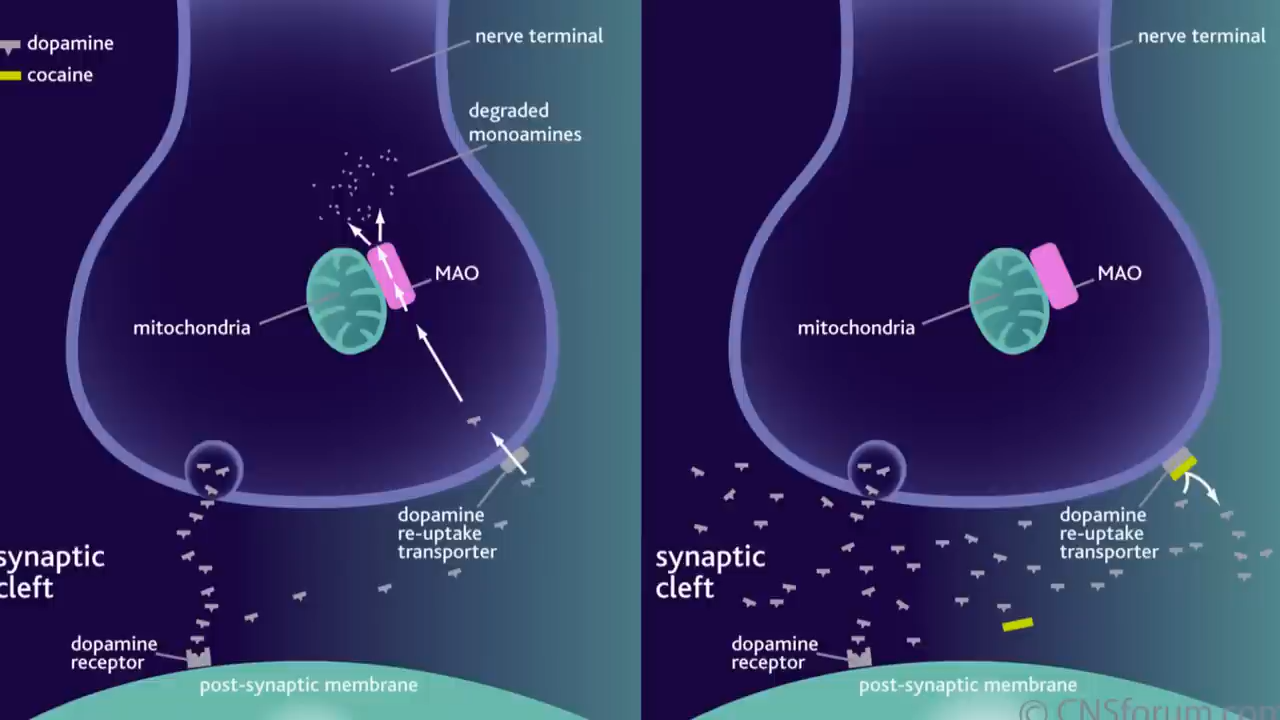 dopamine
cocaine
nerve terminal
degraded
monoamines
MAO
mitochondria
dopamine
re-uptake
transporter
synaptic
cleft
dopamine
receptor
post-synaptic membrane
nerve terminal
MAO
mitochondria
dopamine
re-uptake
transporter
synaptic
cleft
dopamine
receptor
post-synaptic membrane
© CNSforum.com